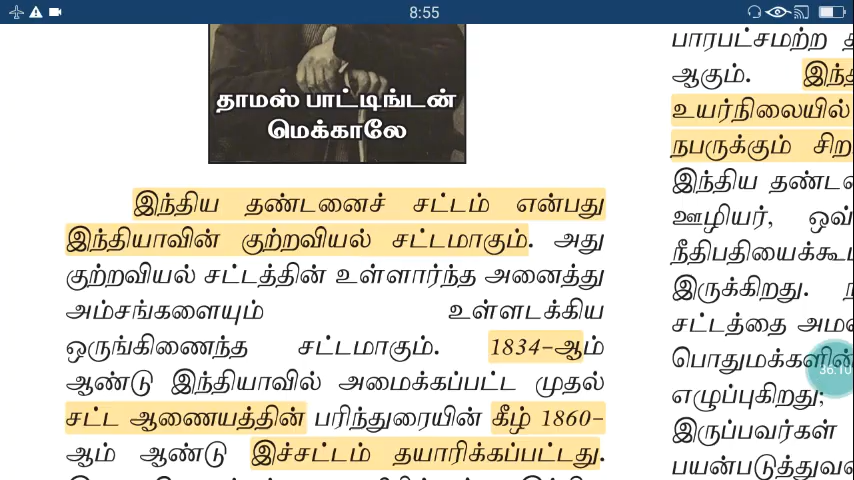 8:55
தாமஸ் பாட்டிங்டன்
மெக்காலே
இந்திய தண்டனைச் சட்டம் என்பது
இந்தியாவின் குற்றவியல் சட்டமாகும். அது
குற்றவியல் சட்டத்தின் உள்ளார்ந்த அனைத்து
அம்சங்களையும் உள்ளடக்கிய
ஒருங்கிணைந்த சட்டமாகும். 1834-ஆம்
ஆண்டு இந்தியாவில் அமைக்கப்பட்ட முதல்
சட்ட ஆணையத்தின் பரிந்துரையின் கீழ் 1860-
ஆம் ஆண்டு இச்சட்டம் தயாரிக்கப்பட்டது.
பாரபட்சமற்ற
ஆகும்.
உயர்நிலையில்
நபருக்கும்
இந்திய
ஊழியர்,
நீதிபதியைக்கூட
இருக்கிறது.
சட்டத்தை
பொதுமக்களின்
36:10
எழுப்புகிறது;
இருப்பவர்கள்